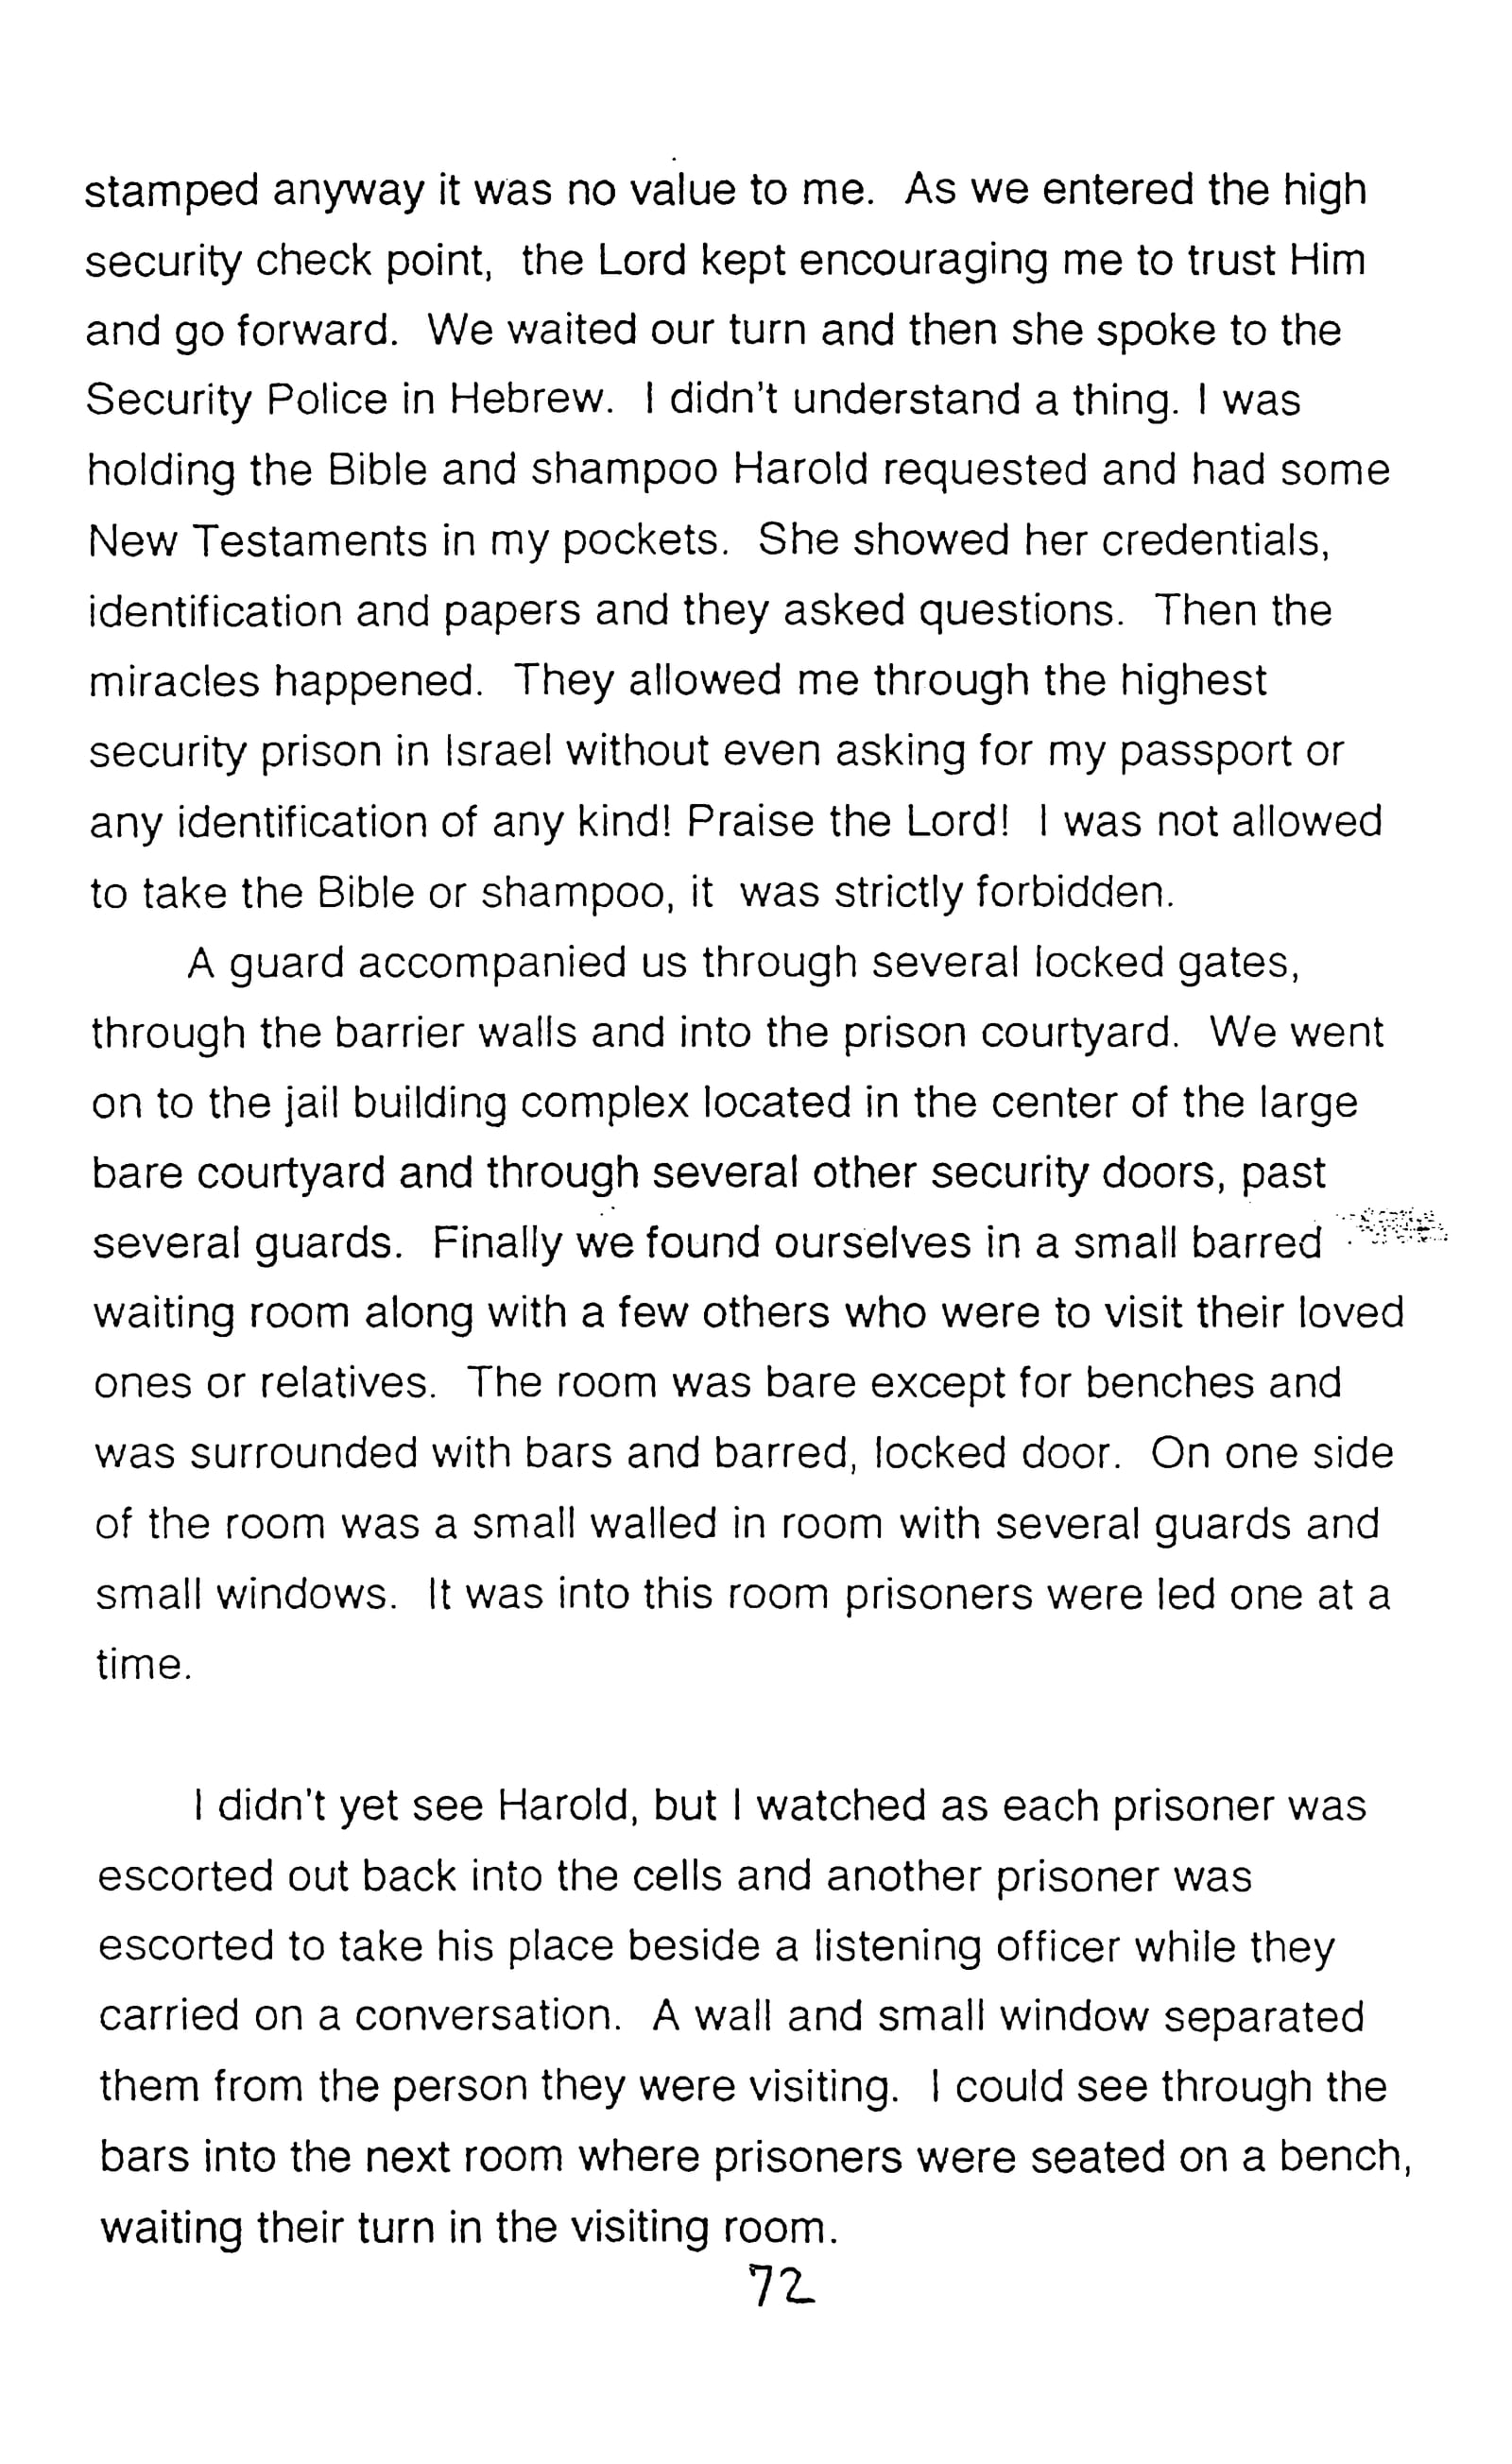 stamped anyway it was no value to me. As we entered the high
security check point, the Lord kept encouraging me to trust Him
and go forward. We waited our turn and then she spoke to the
Security Police in Hebrew. I didn't understand a thing. I was
holding the Bible and shampoo Harold requested and had some
New Testaments in my pockets. She showed her credentials,
identification and papers and they asked questions. Then the
miracles happened. They allowed me through the highest
security prison in Israel without even asking for my passport or
any identification of any kind! Praise the Lord! I was not allowed
to take the Bible or shampoo, it was strictly forbidden.
A guard accompanied us through several locked gates,
through the barrier walls and into the prison courtyard. We went
on to the jail building complex located in the center of the large
bare courtyard and through several other security doors, past
several guards. Finally we found ourselves in a small barred
waiting room along with a few others who were to visit their loved
ones or relatives. The room was bare except for benches and
was surrounded with bars and barred, locked door. On one side
of the room was a small walled in room with several guards and
small windows. It was into this room prisoners were led one at a
time.
I didn't yet see Harold, but I watched as each prisoner was
escorted out back into the cells and another prisoner was
escorted to take his place beside a listening officer while they
carried on a conversation. A wall and small window separated
them from the person they were visiting. I could see through the
bars into the next room where prisoners were seated on a bench,
waiting their turn in the visiting room.
72